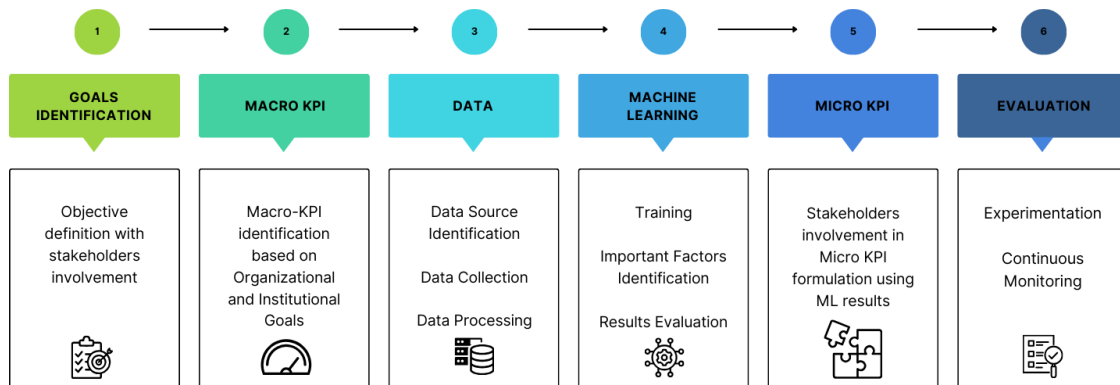 1
2
3
4
5
6
GOALS
IDENTIFICATION
MACRO KPI
DATA
MACHINE
LEARNING
MICRO KPI
EVALUATION
Objective
definition with
stakeholders
involvement
Macro-KPI
identification
based on
Organizational
and Institutional
Goals
Data Source
Identification
Data Collection
Data Processing
Training
Important Factors
Identification
Results Evaluation
Stakeholders
involvement in
Micro KPI
formulation using
ML results
Experimentation
Continuous
Monitoring